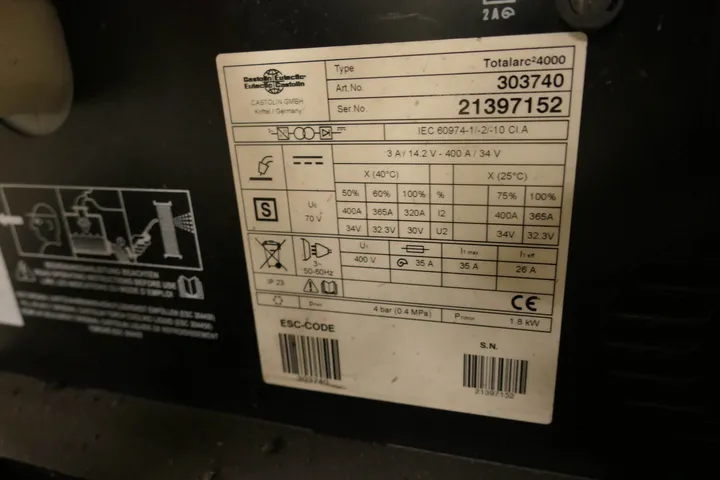 2A
Castolin Eutectic
Eutectic Castolin
CASTOLIN GMBH
Kriftel / Germany
Type Totalarc²4000
Art.No. 303740
Ser No. 21397152
IEC 60974-1/-2/-10 Cl.A
3 A / 14.2 V - 400 A / 34 V
X (40°C) X (25°C)
50% 60% 100% % 75% 100%
U₀ 400A 365A 320A I2 400A 365A
S 70 V 34V 32.3V 30V U2 34V 32.3V
U₁ I₁ max I₁ eff
3~ 400 V 35 A 35 A 26 A
50-60Hz
IP 23
CE
Pmin 4 bar (0.4 MPa) 1.8 kW
ESC-CODE S.N.
303740 21397152